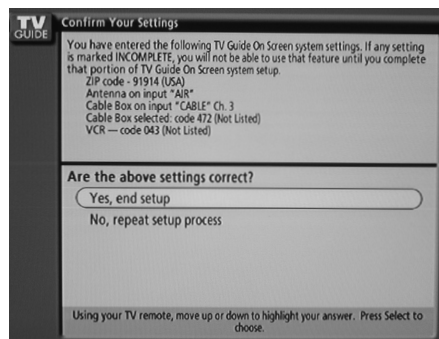 TV
GUIDE
Confirm Your Settings
You have entered the following TV Guide On Screen system settings. If any setting
is marked INCOMPLETE, you will not be able to use that feature until you complete
that portion of TV Guide On Screen system setup.
ZIP code - 91914 (USA)
Antenna on input "AIR"
Cable Box on input "CABLE" Ch. 3
Cable Box selected: code 472 (Not Listed)
VCR — code 043 (Not Listed)
Are the above settings correct?
Yes, end setup
No, repeat setup process
Using your TV remote, move up or down to highlight your answer. Press Select to
choose.